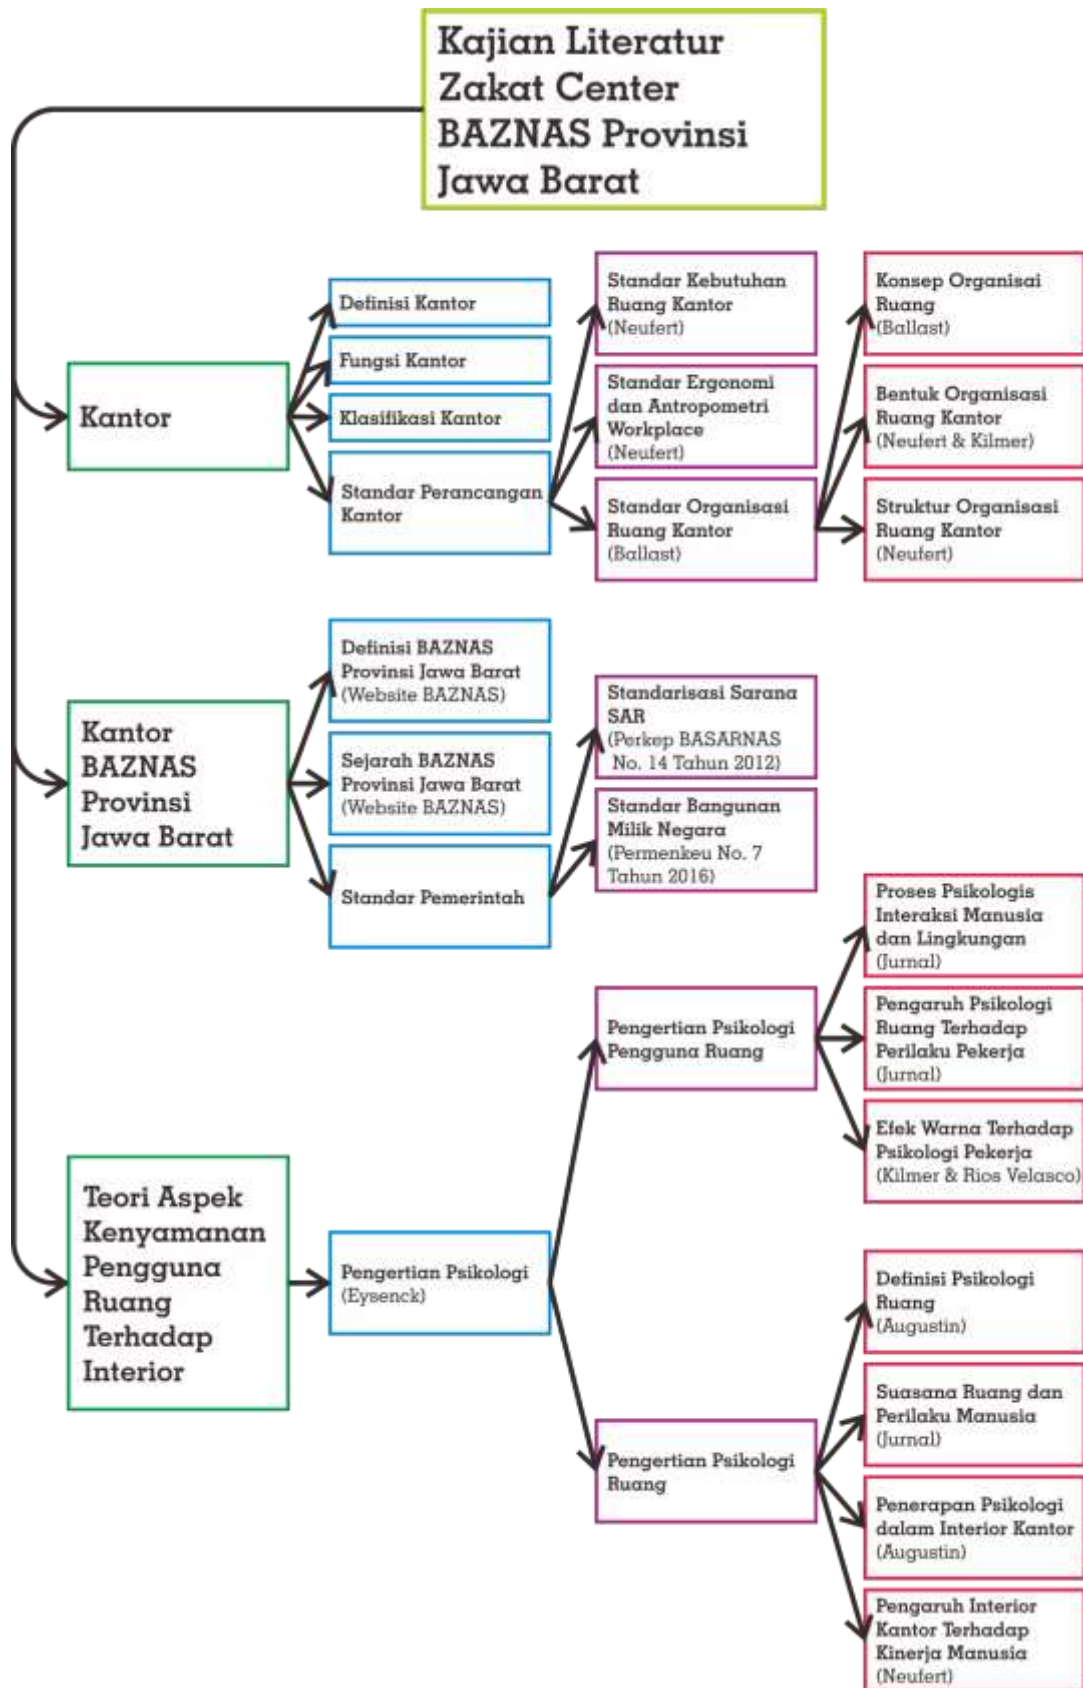 Kajian Literatur
Zakat Center
BAZNAS Provinsi
Jawa Barat
Kantor
Definisi Kantor
Fungsi Kantor
Klasifikasi Kantor
Standar Perancangan
Kantor
Standar Kebutuhan
Ruang Kantor
(Neufert)
Standar Ergonomi
dan Antropometri
Workplace
(Neufert)
Standar Organisasi
Ruang Kantor
(Ballast)
Konsep Organisai
Ruang
(Ballast)
Bentuk Organisasi
Ruang Kantor
(Neufert & Kilmer)
Struktur Organisasi
Ruang Kantor
(Neufert)
Kantor
BAZNAS
Provinsi
Jawa Barat
Definisi BAZNAS
Provinsi Jawa Barat
(Website BAZNAS)
Sejarah BAZNAS
Provinsi Jawa Barat
(Website BAZNAS)
Standar Pemerintah
Standarisasi Sarana
SAR
(Perkep BASARNAS
No. 14 Tahun 2012)
Standar Bangunan
Milik Negara
(Permenkeu No. 7
Tahun 2016)
Teori Aspek
Kenyamanan
Pengguna
Ruang
Terhadap
Interior
Pengertian Psikologi
(Eysenck)
Pengertian Psikologi
Pengguna Ruang
Proses Psikologis
Interaksi Manusia
dan Lingkungan
(Jurnal)
Pengaruh Psikologi
Ruang Terhadap
Perilaku Pekerja
(Jurnal)
Efek Warna Terhadap
Psikologi Pekerja
(Kilmer & Rios Velasco)
Pengertian Psikologi
Ruang
Definisi Psikologi
Ruang
(Augustin)
Suasana Ruang dan
Perilaku Manusia
(Jurnal)
Penerapan Psikologi
dalam Interior Kantor
(Augustin)
Pengaruh Interior
Kantor Terhadap
Kinerja Manusia
(Neufert)